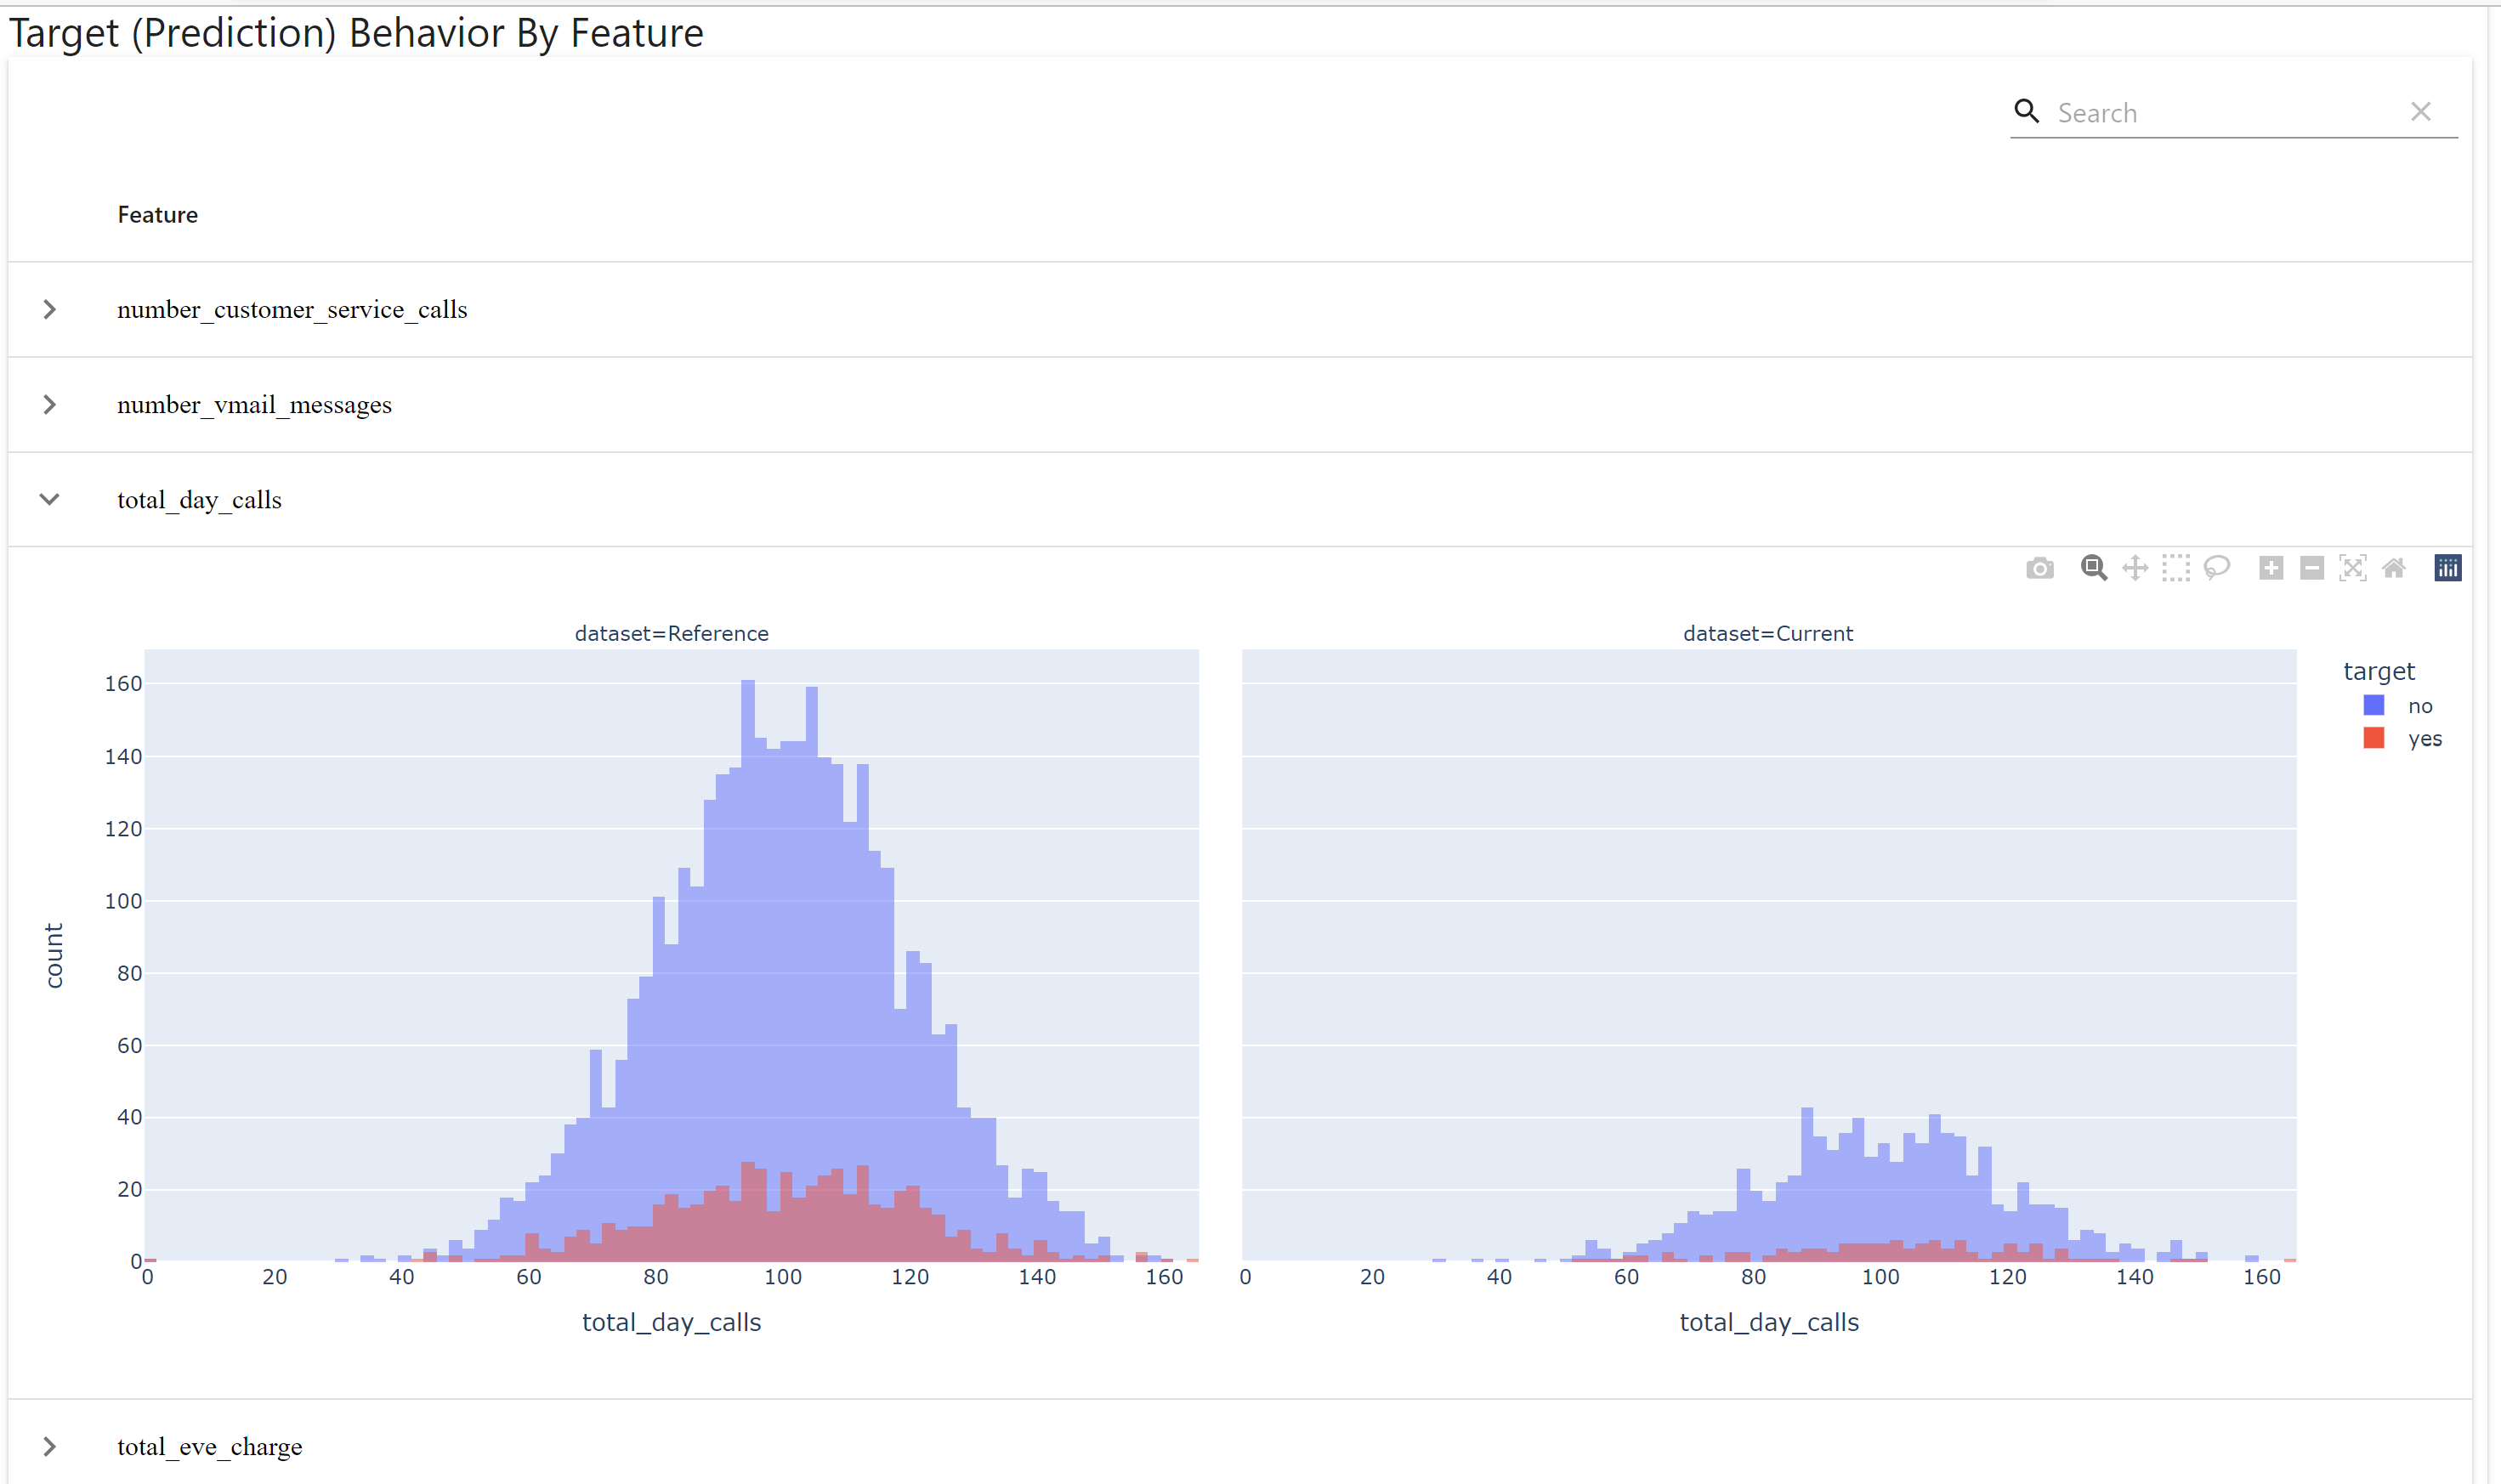 Target (Prediction) Behavior By Feature
Search
Feature
number_customer_service_calls
number_vmail_messages
total_day_calls
dataset=Reference
dataset=Current
target
no
yes
160
140
120
100
80
60
40
20
0
count
0 20 40 60 80 100 120 140 160
0 20 40 60 80 100 120 140 160
total_day_calls
total_day_calls
total_eve_charge